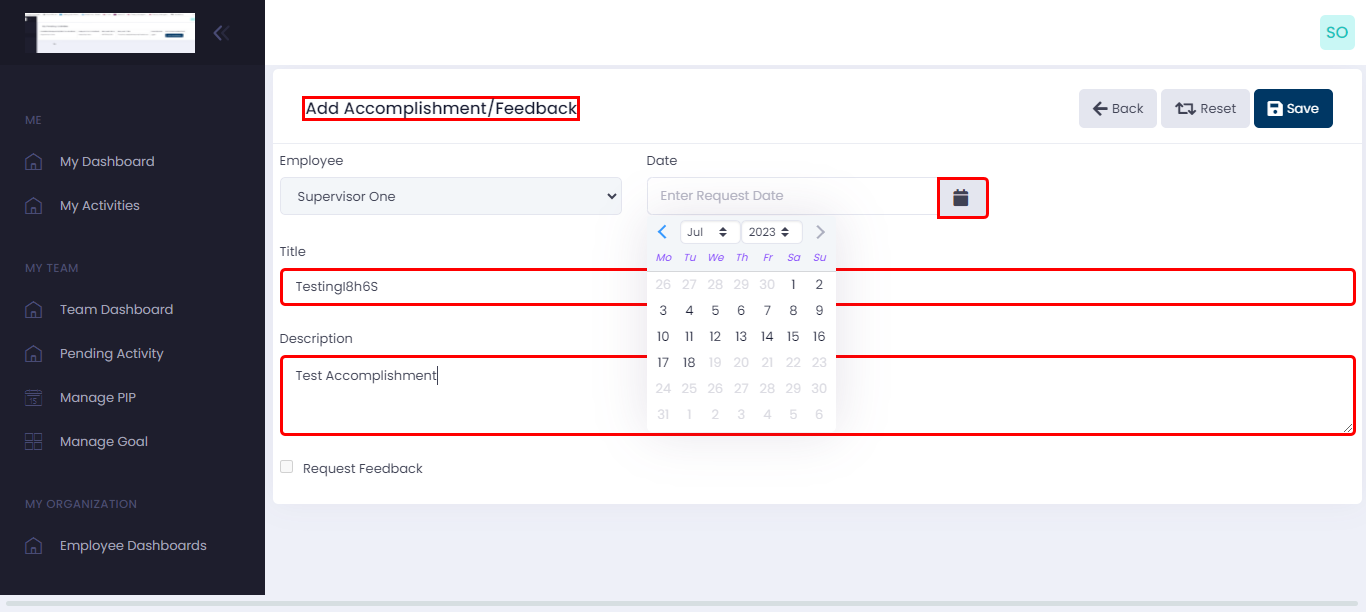 SO
ME
My Dashboard
My Activities
MY TEAM
Team Dashboard
Pending Activity
Manage PIP
Manage Goal
MY ORGANIZATION
Employee Dashboards
Add Accomplishment/Feedback
Back
Reset
Save
Employee
Date
Supervisor One
Enter Request Date
Jul
2023
Mo Tu We Th Fr Sa Su
26 27 28 29 30 1 2
3 4 5 6 7 8 9
10 11 12 13 14 15 16
17 18 19 20 21 22 23
24 25 26 27 28 29 30
31 1 2 3 4 5 6
Title
Description
Test Accomplishment
Request Feedback